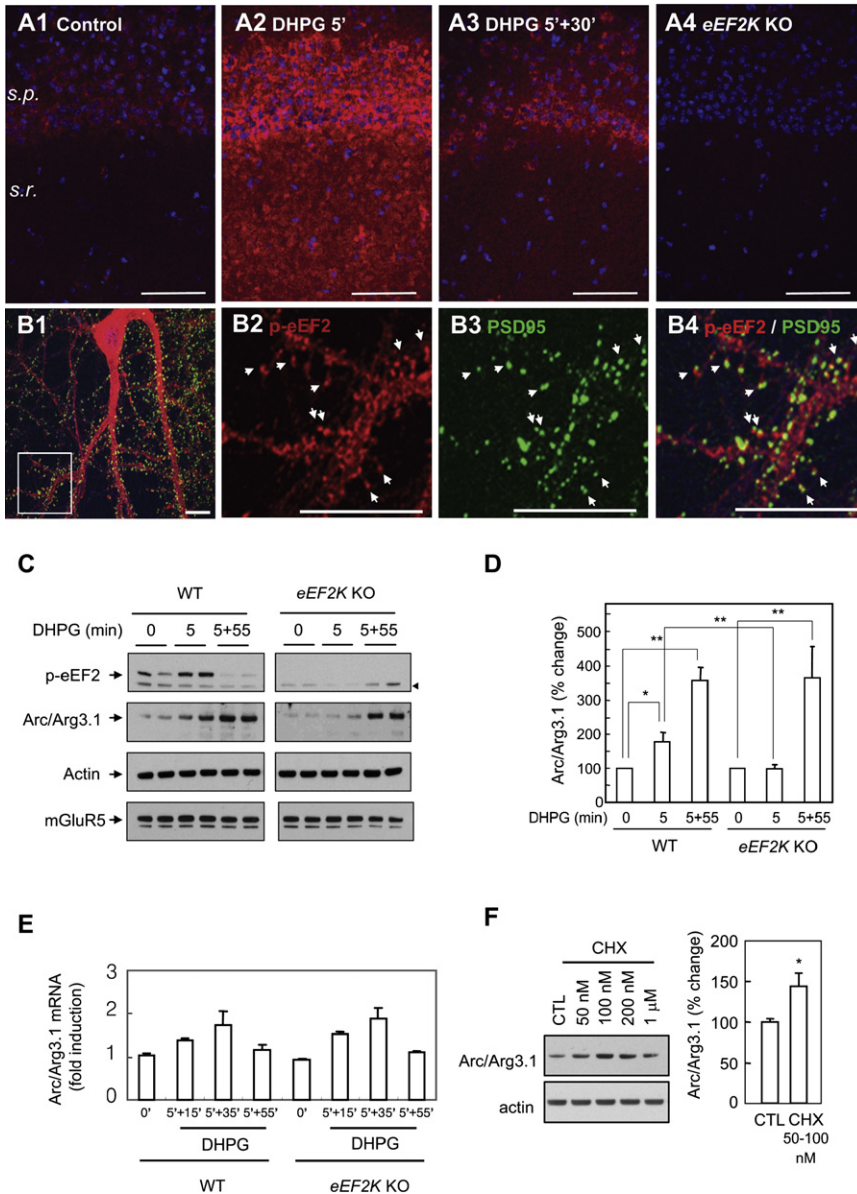 A1 Control
A2 DHPG 5'
A3 DHPG 5'+30'
A4 eEF2K KO
s.p.
s.r.
B1
B2 p-eEF2
B3 PSD95
B4 p-eEF2 / PSD95
C
WT
eEF2K KO
DHPG (min) 0 5 5+55 0 5 5+55
p-eEF2
Arc/Arg3.1
Actin
mGluR5
D
Arc/Arg3.1 (% change)
500
400
350
300
250
200
150
100
50
0
*
**
**
**
DHPG (min) 0 5 5+55 0 5 5+55
WT
eEF2K KO
E
Arc/Arg3.1 mRNA
(fold induction)
3
2
1
0
0' 5'+15' 5'+35' 5'+55' 0' 5'+15' 5'+35' 5'+55'
DHPG DHPG
WT
eEF2K KO
F
CHX
CTL
50 nM
100 nM
200 nM
1 µM
Arc/Arg3.1
actin
Arc/Arg3.1 (% change)
200
150
100
50
0
*
CTL CHX
50-100
nM